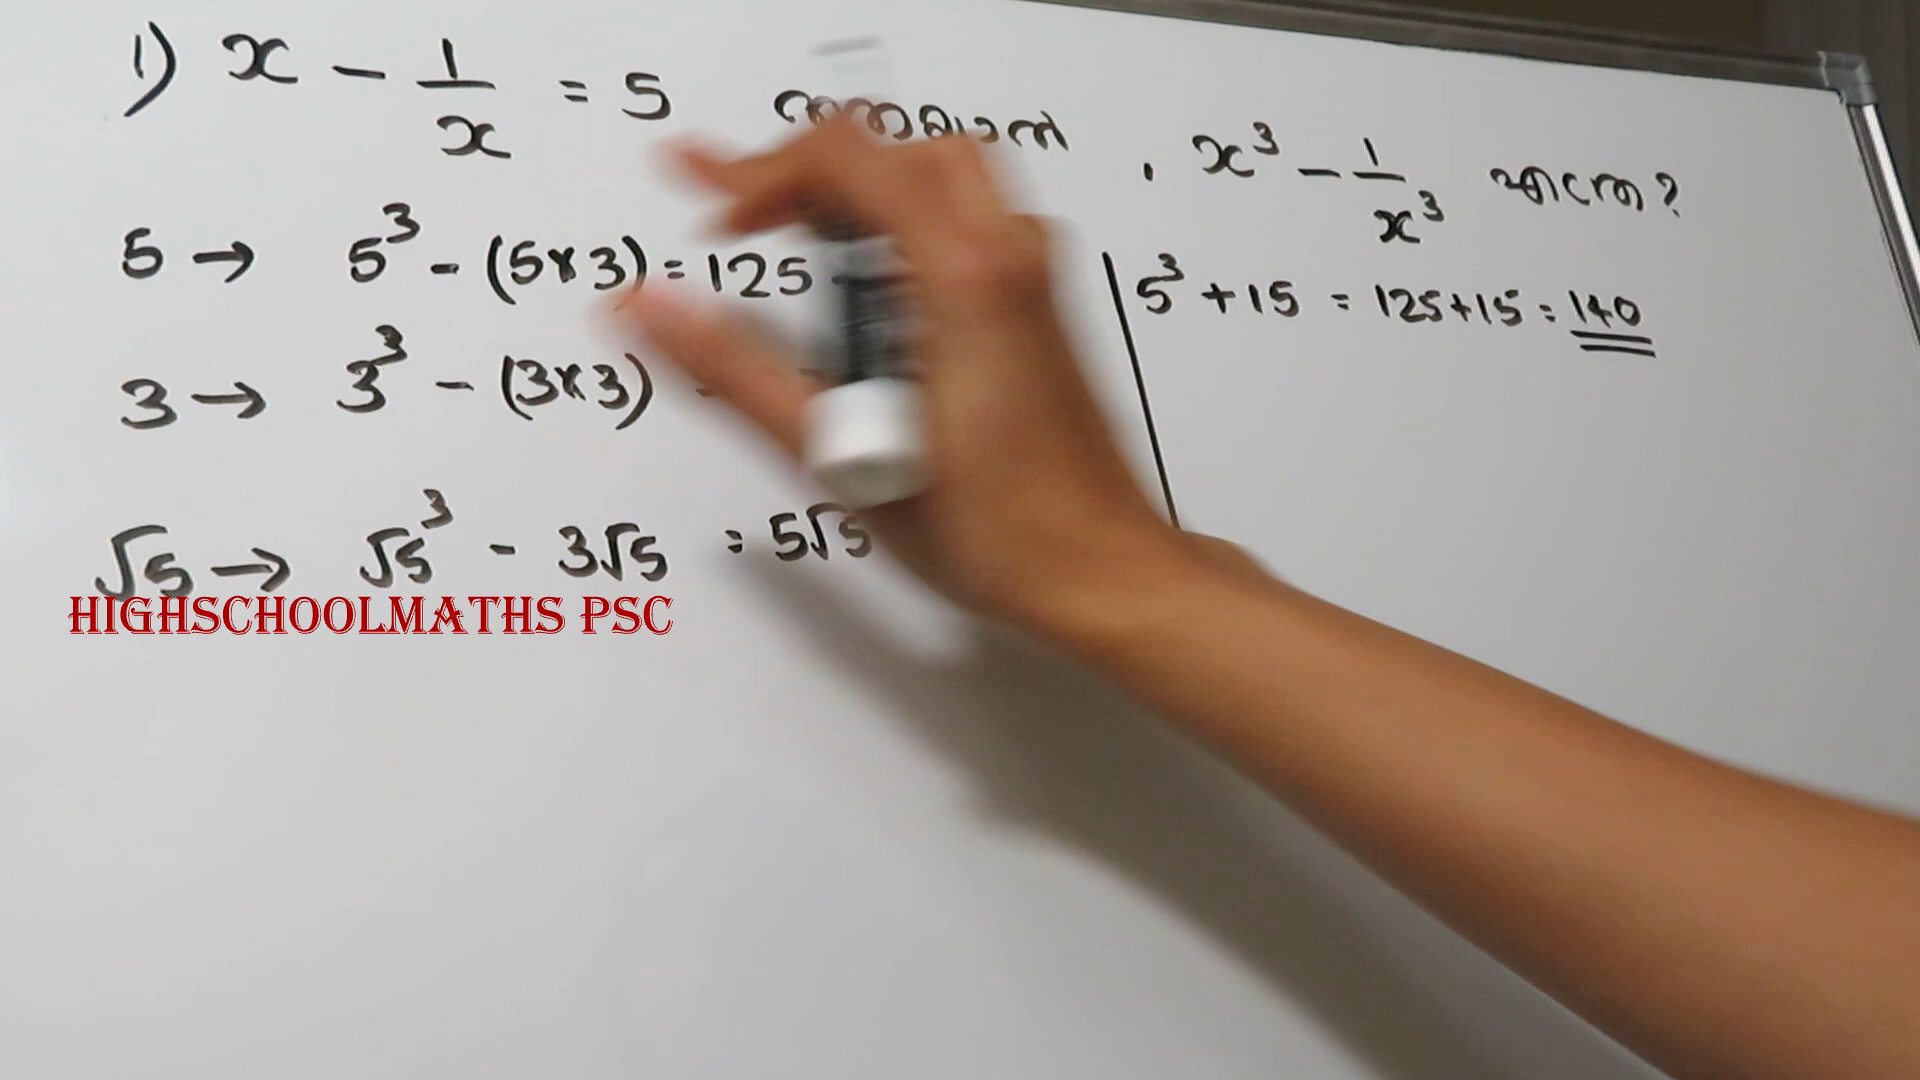 1) x - 1/x = 5 , x³ - 1/x³ എത്ര?
5 → 5³ - (5×3) = 125 -
5³ + 15 = 125+15 = 140
3 → 3³ - (3×3)
√5 → √5³ - 3√5 = 5√5
HIGHSCHOOLMATHS PSC